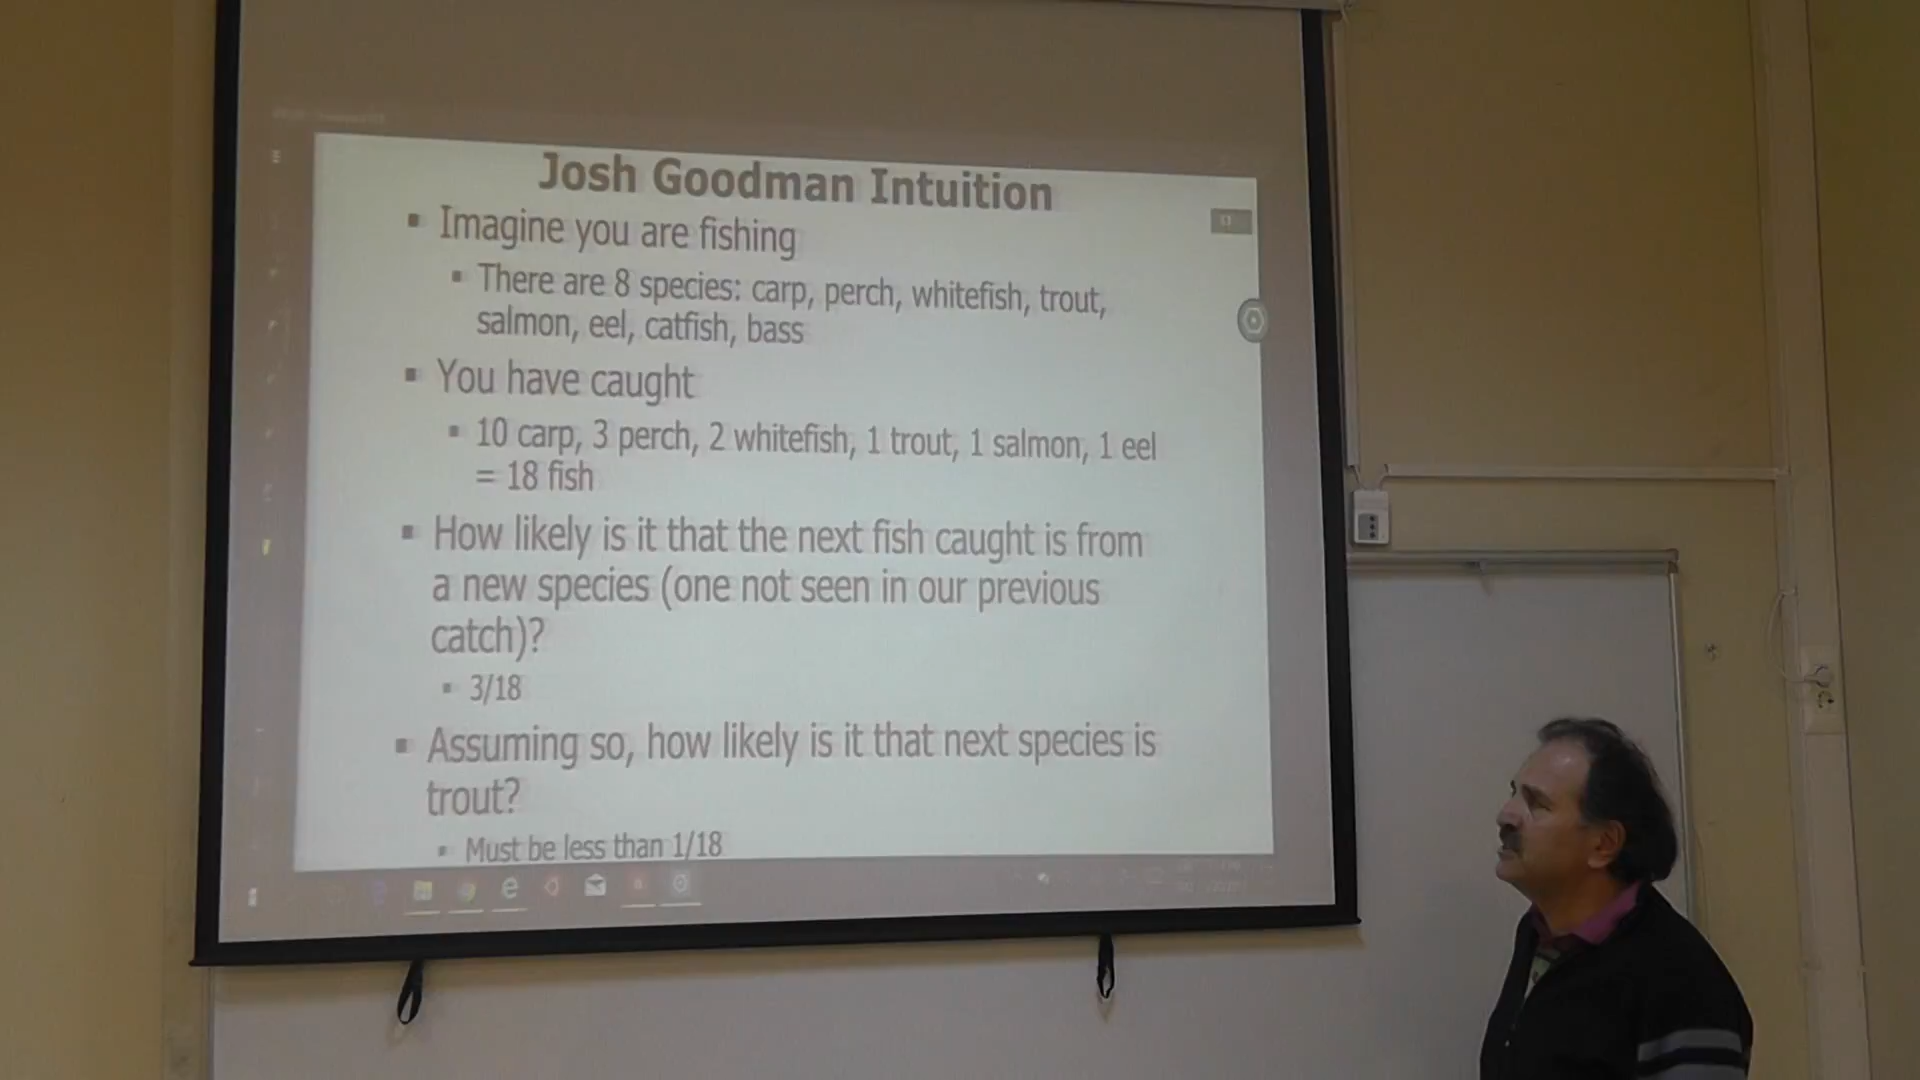 Josh Goodman Intuition
▪ Imagine you are fishing
▪ There are 8 species: carp, perch, whitefish, trout,
salmon, eel, catfish, bass
▪ You have caught
▪ 10 carp, 3 perch, 2 whitefish, 1 trout, 1 salmon, 1 eel
= 18 fish
▪ How likely is it that the next fish caught is from
a new species (one not seen in our previous
catch)?
▪ 3/18
▪ Assuming so, how likely is it that next species is
trout?
▪ Must be less than 1/18